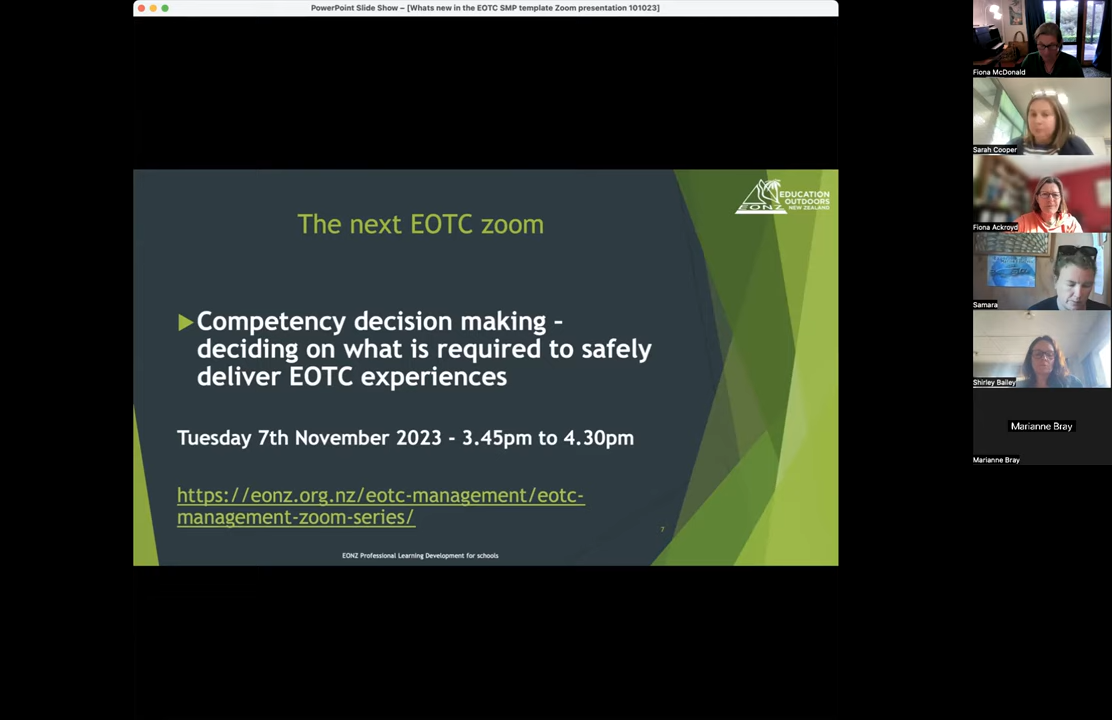 PowerPoint Slide Show – [Whats new in the EOTC SMP template Zoom presentation 101023]
EONZ
EDUCATION
OUTDOORS
NEW ZEALAND
The next EOTC zoom
Competency decision making –
deciding on what is required to safely
deliver EOTC experiences
Tuesday 7th November 2023 - 3.45pm to 4.30pm
https://eonz.org.nz/eotc-management/eotc-
management-zoom-series/
7
EONZ Professional Learning Development for schools
Fiona McDonald
Sarah Cooper
Fiona Ackroyd
Samara
Shirley Bailey
Marianne Bray
Marianne Bray